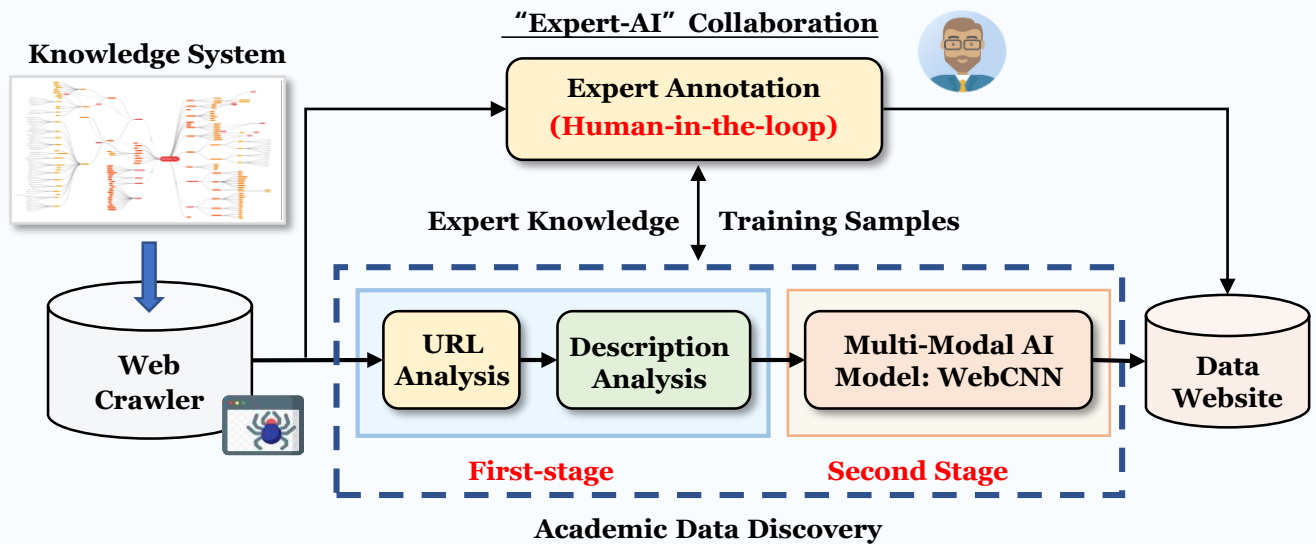 “Expert-AI” Collaboration
Knowledge System
Expert Annotation
(Human-in-the-loop)
Expert Knowledge
Training Samples
Web
Crawler
URL
Analysis
Description
Analysis
Multi-Modal AI
Model: WebCNN
Data
Website
First-stage
Second Stage
Academic Data Discovery